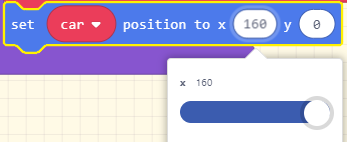 set car position to x 160 y 0
x 160